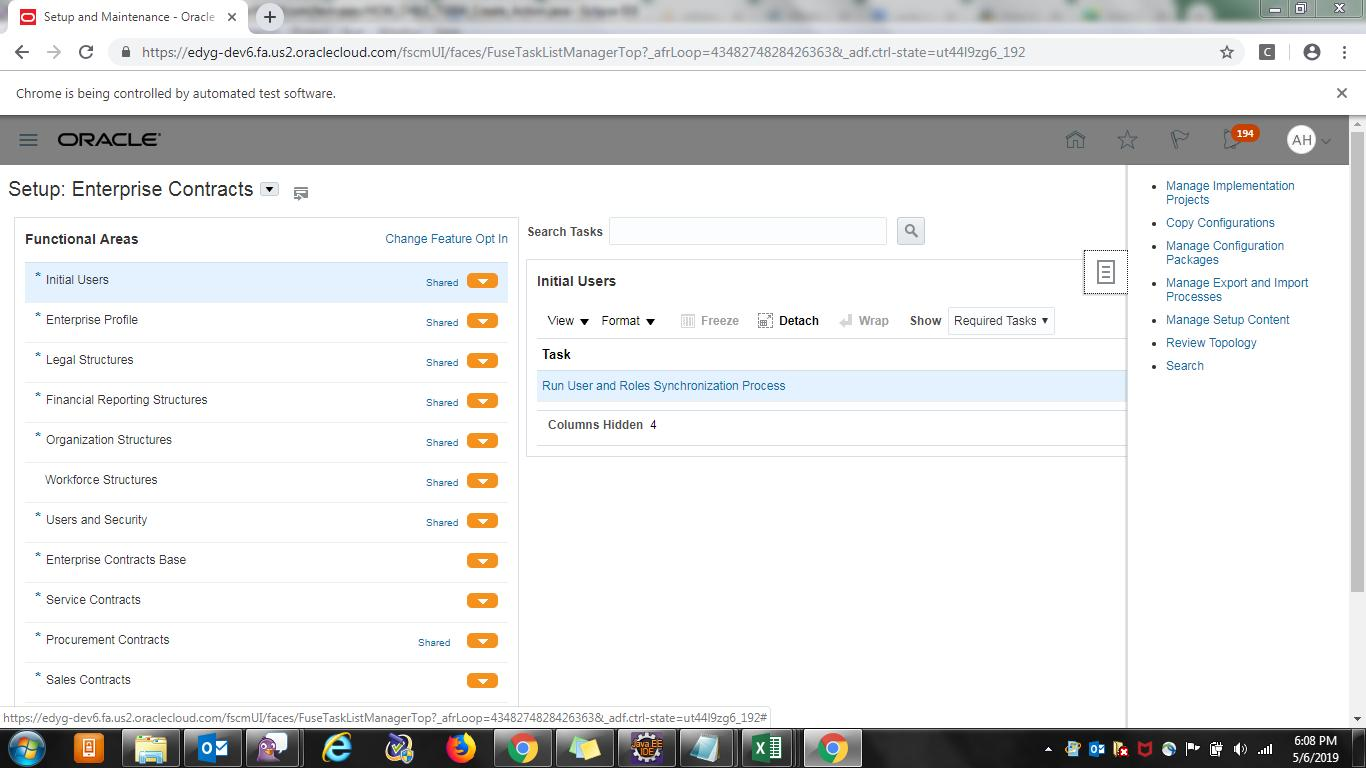 Setup and Maintenance - Oracle
https://edyg-dev6.fa.us2.oraclecloud.com/fscmUI/faces/FuseTaskListManagerTop?_afrLoop=4348274828426363&_adf.ctrl-state=ut44l9zg6_192
C
Chrome is being controlled by automated test software.
ORACLE
194
AH
Setup: Enterprise Contracts
Functional Areas
Change Feature Opt In
* Initial Users Shared
* Enterprise Profile Shared
* Legal Structures Shared
* Financial Reporting Structures Shared
* Organization Structures Shared
Workforce Structures Shared
* Users and Security Shared
* Enterprise Contracts Base
* Service Contracts
* Procurement Contracts Shared
* Sales Contracts
Search Tasks
Initial Users
View Format Freeze Detach Wrap Show Required Tasks
Task
Run User and Roles Synchronization Process
Columns Hidden 4
Manage Implementation
Projects
Copy Configurations
Manage Configuration
Packages
Manage Export and Import
Processes
Manage Setup Content
Review Topology
Search
https://edyg-dev6.fa.us2.oraclecloud.com/fscmUI/faces/FuseTaskListManagerTop?_afrLoop=4348274828426363&_adf.ctrl-state=ut44l9zg6_192#
Java EE
IDE
6:08 PM
5/6/2019